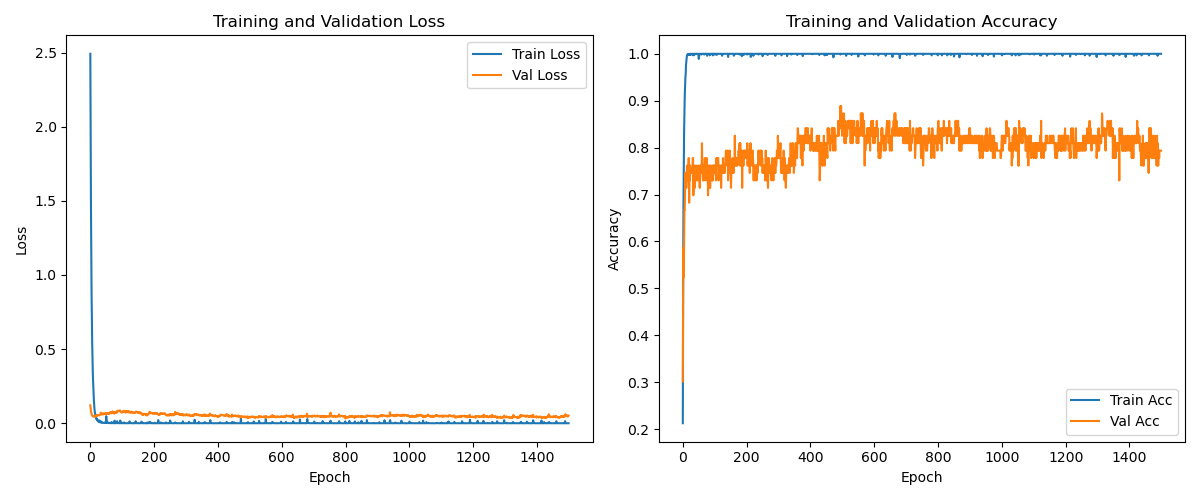 Training and Validation Loss
2.5
2.0
1.5
1.0
0.5
0.0
Loss
0 200 400 600 800 1000 1200 1400
Epoch
Train Loss
Val Loss
Training and Validation Accuracy
1.0
0.9
0.8
0.7
0.6
0.5
0.4
0.3
0.2
Accuracy
0 200 400 600 800 1000 1200 1400
Epoch
Train Acc
Val Acc